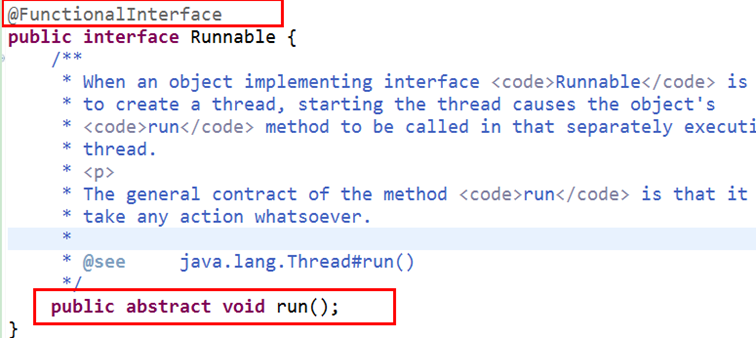 @FunctionalInterface
public interface Runnable {
/**
* When an object implementing interface <code>Runnable</code> is
* to create a thread, starting the thread causes the object's
* <code>run</code> method to be called in that separately executi
* thread.
* <p>
* The general contract of the method <code>run</code> is that it
* take any action whatsoever.
*
* @see java.lang.Thread#run()
*/
public abstract void run();
}